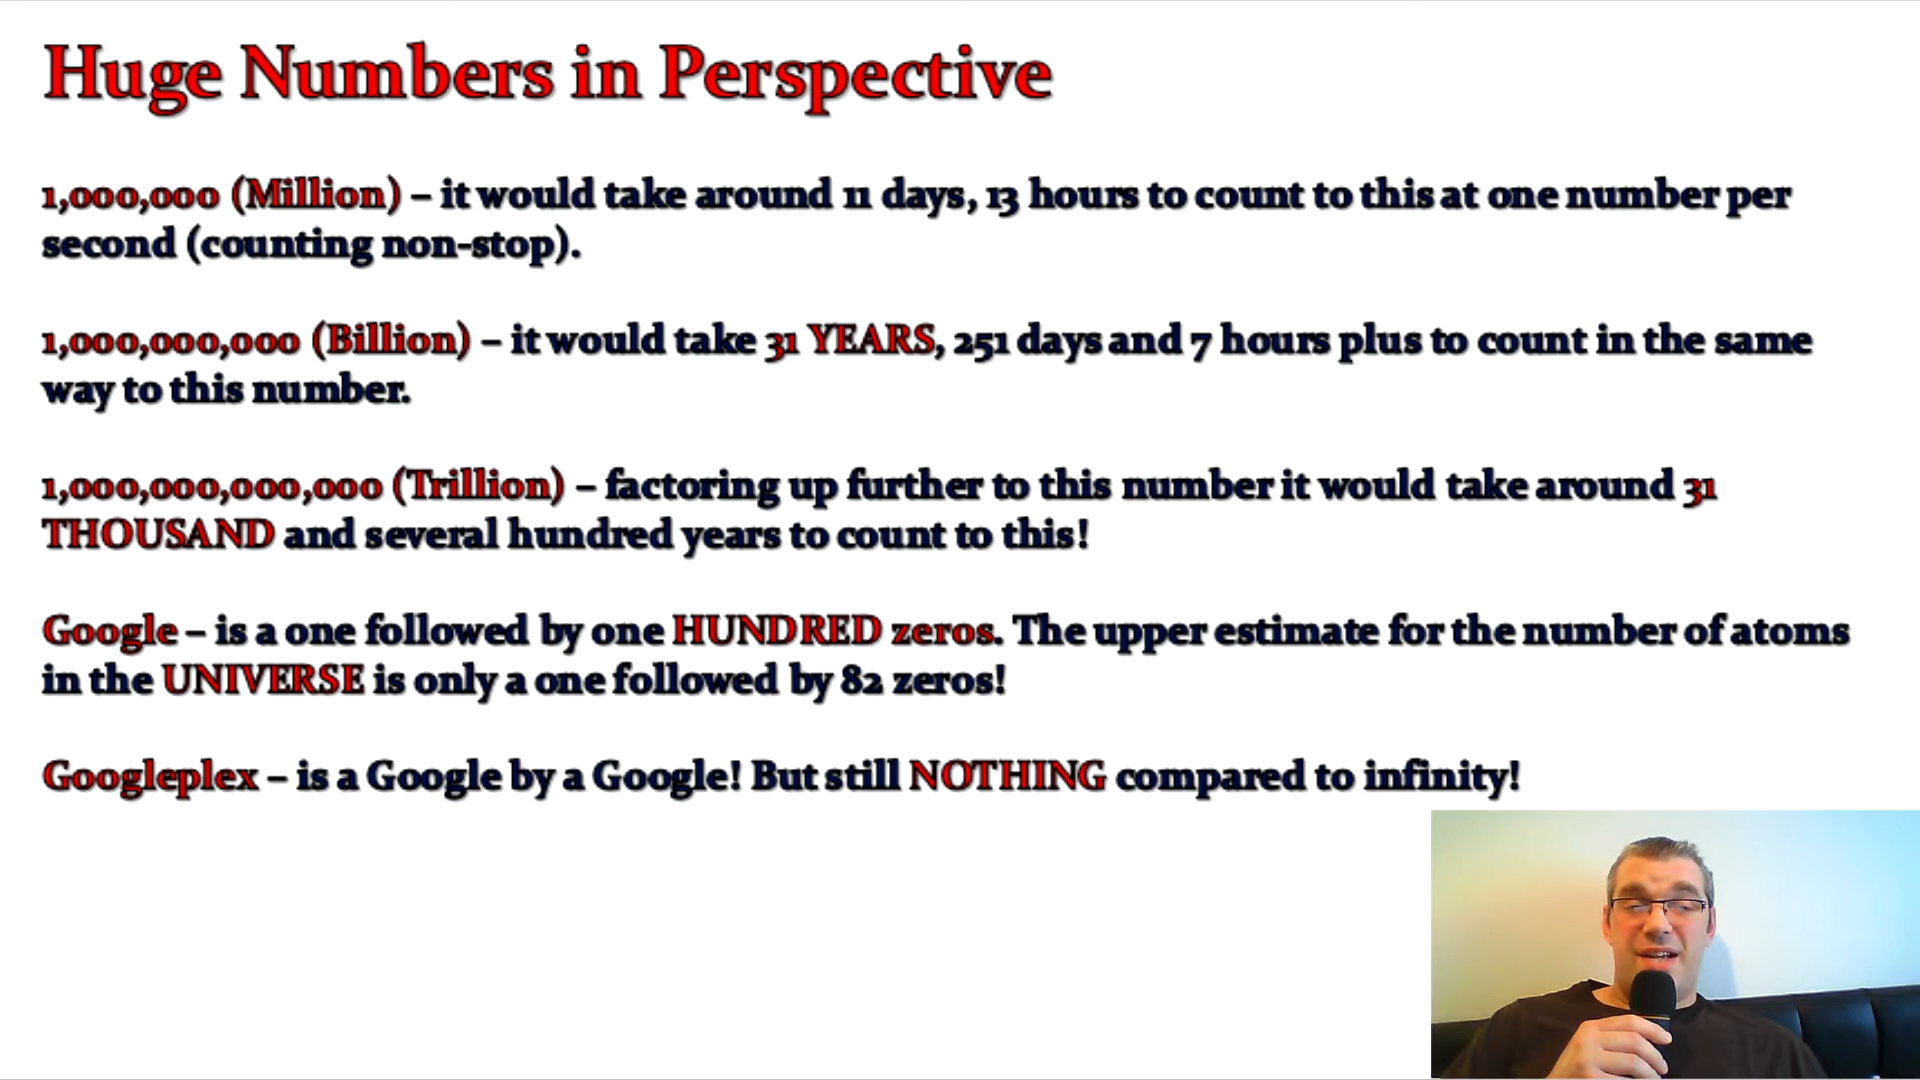 Huge Numbers in Perspective
1,000,000 (Million) – it would take around 11 days, 13 hours to count to this at one number per
second (counting non-stop).
1,000,000,000 (Billion) – it would take 31 YEARS, 251 days and 7 hours plus to count in the same
way to this number.
1,000,000,000,000 (Trillion) – factoring up further to this number it would take around 31
THOUSAND and several hundred years to count to this!
Google – is a one followed by one HUNDRED zeros. The upper estimate for the number of atoms
in the UNIVERSE is only a one followed by 82 zeros!
Googleplex – is a Google by a Google! But still NOTHING compared to infinity!